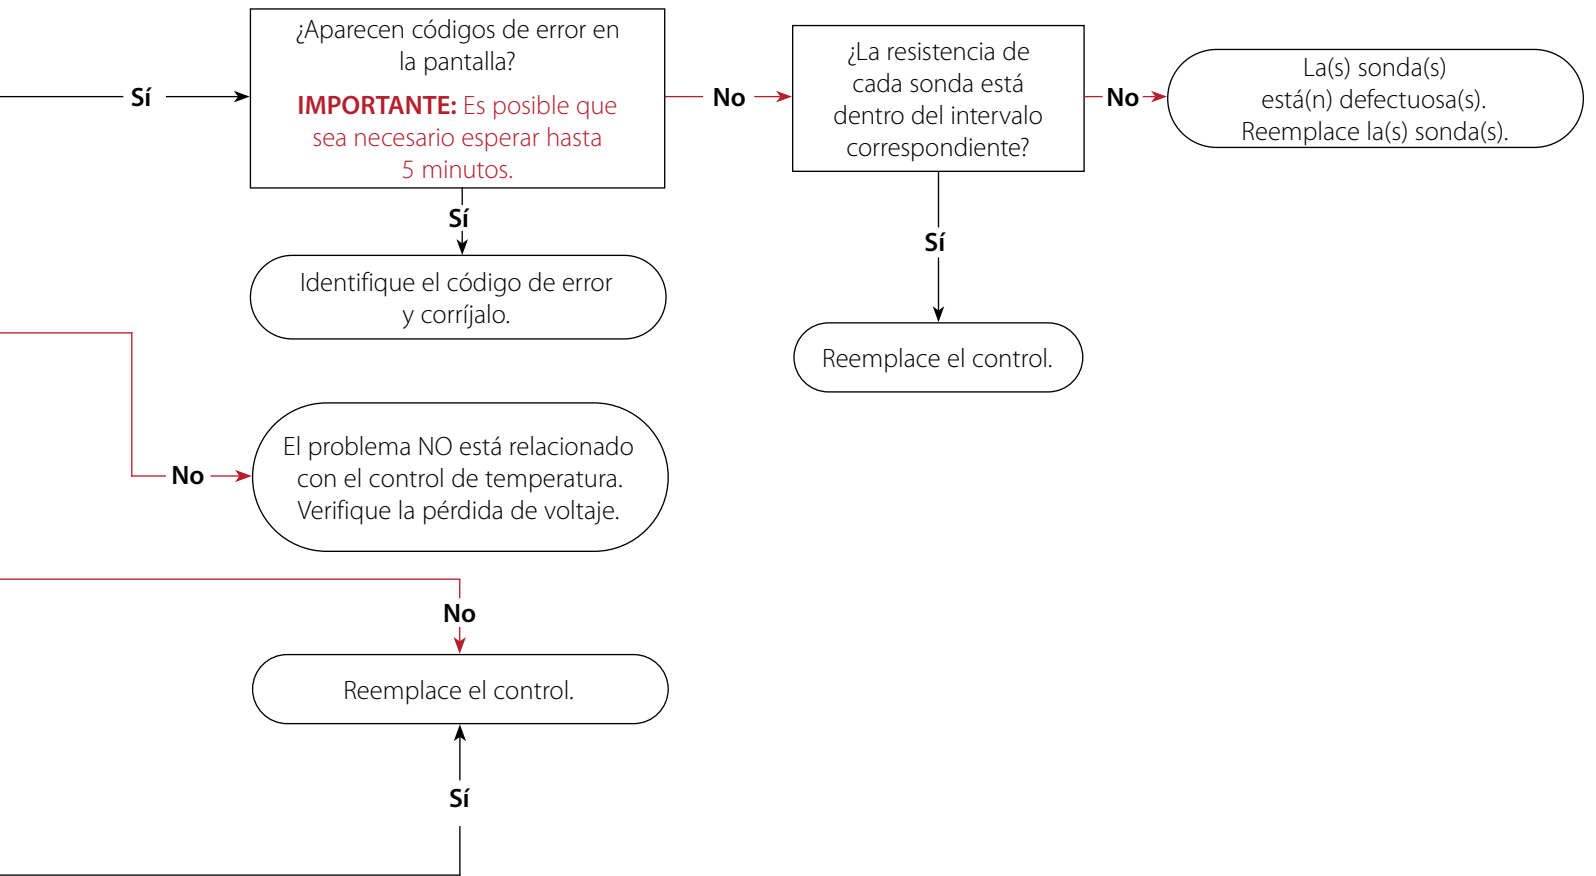 Sí
¿Aparecen códigos de error en
la pantalla?
IMPORTANTE: Es posible que
sea necesario esperar hasta
5 minutos.
No
¿La resistencia de
cada sonda está
dentro del intervalo
correspondiente?
No
La(s) sonda(s)
está(n) defectuosa(s).
Reemplace la(s) sonda(s).
Sí
Identifique el código de error
y corríjalo.
Sí
Reemplace el control.
No
El problema NO está relacionado
con el control de temperatura.
Verifique la pérdida de voltaje.
No
Reemplace el control.
Sí